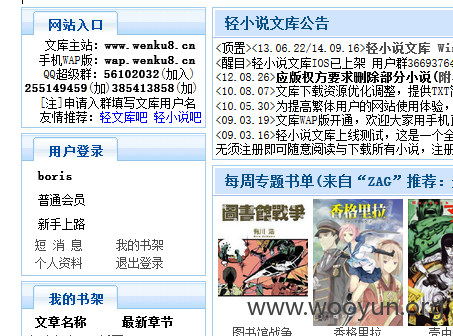 网站入口
文库主站：www.wenku8.cn
手机WAP版：wap.wenku8.cn
QQ超级群：56102032(加入)
255149459(加)385413858(加)
[注]申请入群填写文库用户名
友情推荐：轻文库吧 轻小说吧
用户登录
boris
普通会员
新手上路
短 消 息 我的书架
个人资料 退出登录
我的书架
文章名称 最新章节
轻小说文库公告
<顶置><13.06.22/14.09.16>轻小说文库 Wi
<醒目>轻小说文库IOS已上架 用户群36693764
<12.08.26>应版权方要求删除部分小说(附
<10.08.07>文库下载资源优化调整，提供TXT
<10.05.30>为提高繁体用户的网站使用体验，
<09.03.19>文库WAP版开通，欢迎大家用手机
<09.03.16>轻小说文库上线测试，这是一个全
无须注册即可随意阅读与下载所有小说，注册
每周专题书单(来自“ZAG”推荐：
圖書館戦爭
香格里拉
图书馆战争 香格里拉
www.wooyun.org